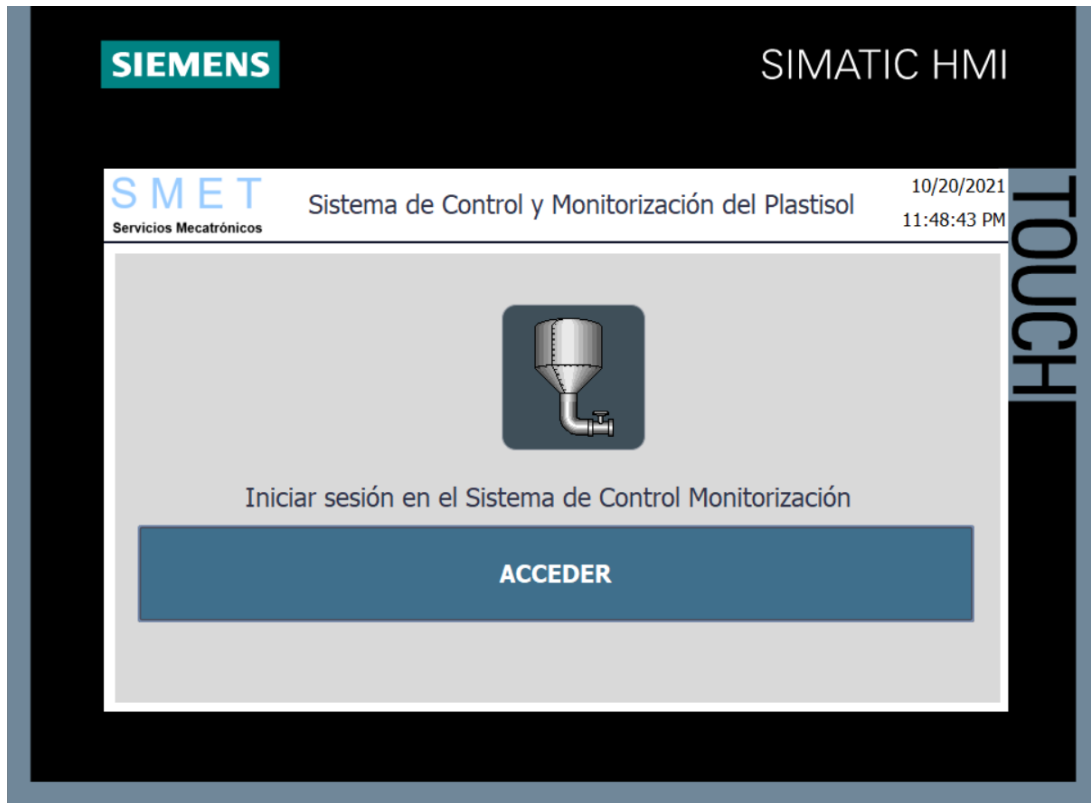 SIEMENS
SIMATIC HMI
TOUCH
S M E T
Servicios Mecatrónicos
Sistema de Control y Monitorización del Plastisol
10/20/2021
11:48:43 PM
Iniciar sesión en el Sistema de Control Monitorización
ACCEDER